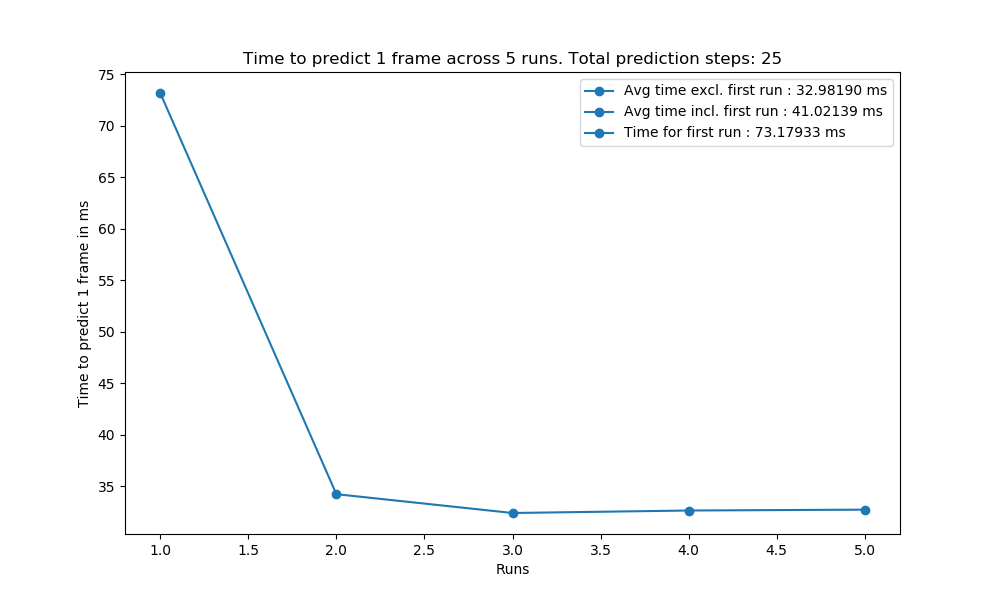 Time to predict 1 frame across 5 runs. Total prediction steps: 25
Avg time excl. first run : 32.98190 ms
Avg time incl. first run : 41.02139 ms
Time for first run : 73.17933 ms
Time to predict 1 frame in ms
75
70
65
60
55
50
45
40
35
1.0 1.5 2.0 2.5 3.0 3.5 4.0 4.5 5.0
Runs